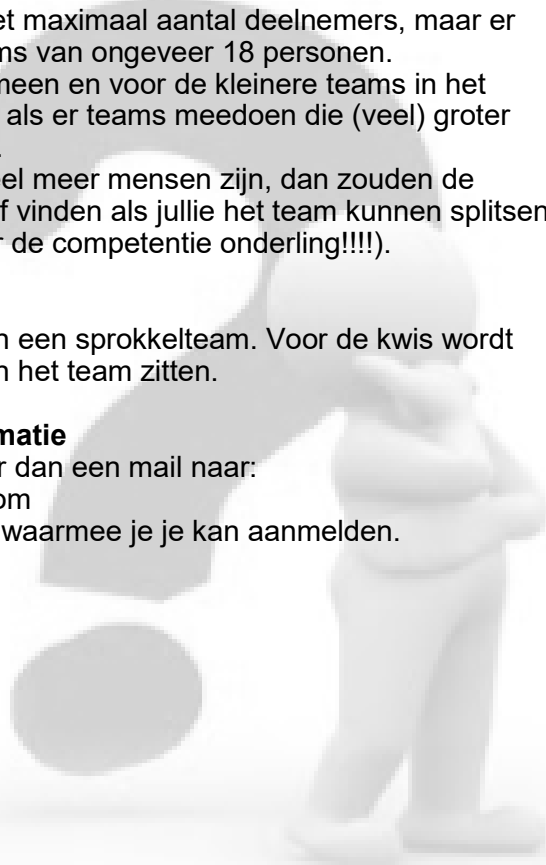 et maximaal aantal deelnemers, maar er
ms van ongeveer 18 personen.
meen en voor de kleinere teams in het
als er teams meedoen die (veel) groter
.
eel meer mensen zijn, dan zouden de
f vinden als jullie het team kunnen splitsen
r de competentie onderling!!!!).
n een sprokkelteam. Voor de kwis wordt
n het team zitten.
matie
r dan een mail naar:
om
waarmee je je kan aanmelden.